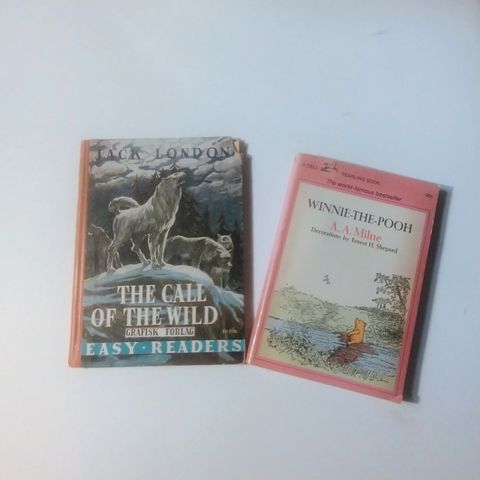 JACK LONDON
THE CALL
OF THE WILD
GRAFISK FORLAG
EASY · READERS
A DELL
YEARLING BOOK
The world-famous bestseller
WINNIE-THE-POOH
A. A. Milne
Decorations by Ernest H. Shepard